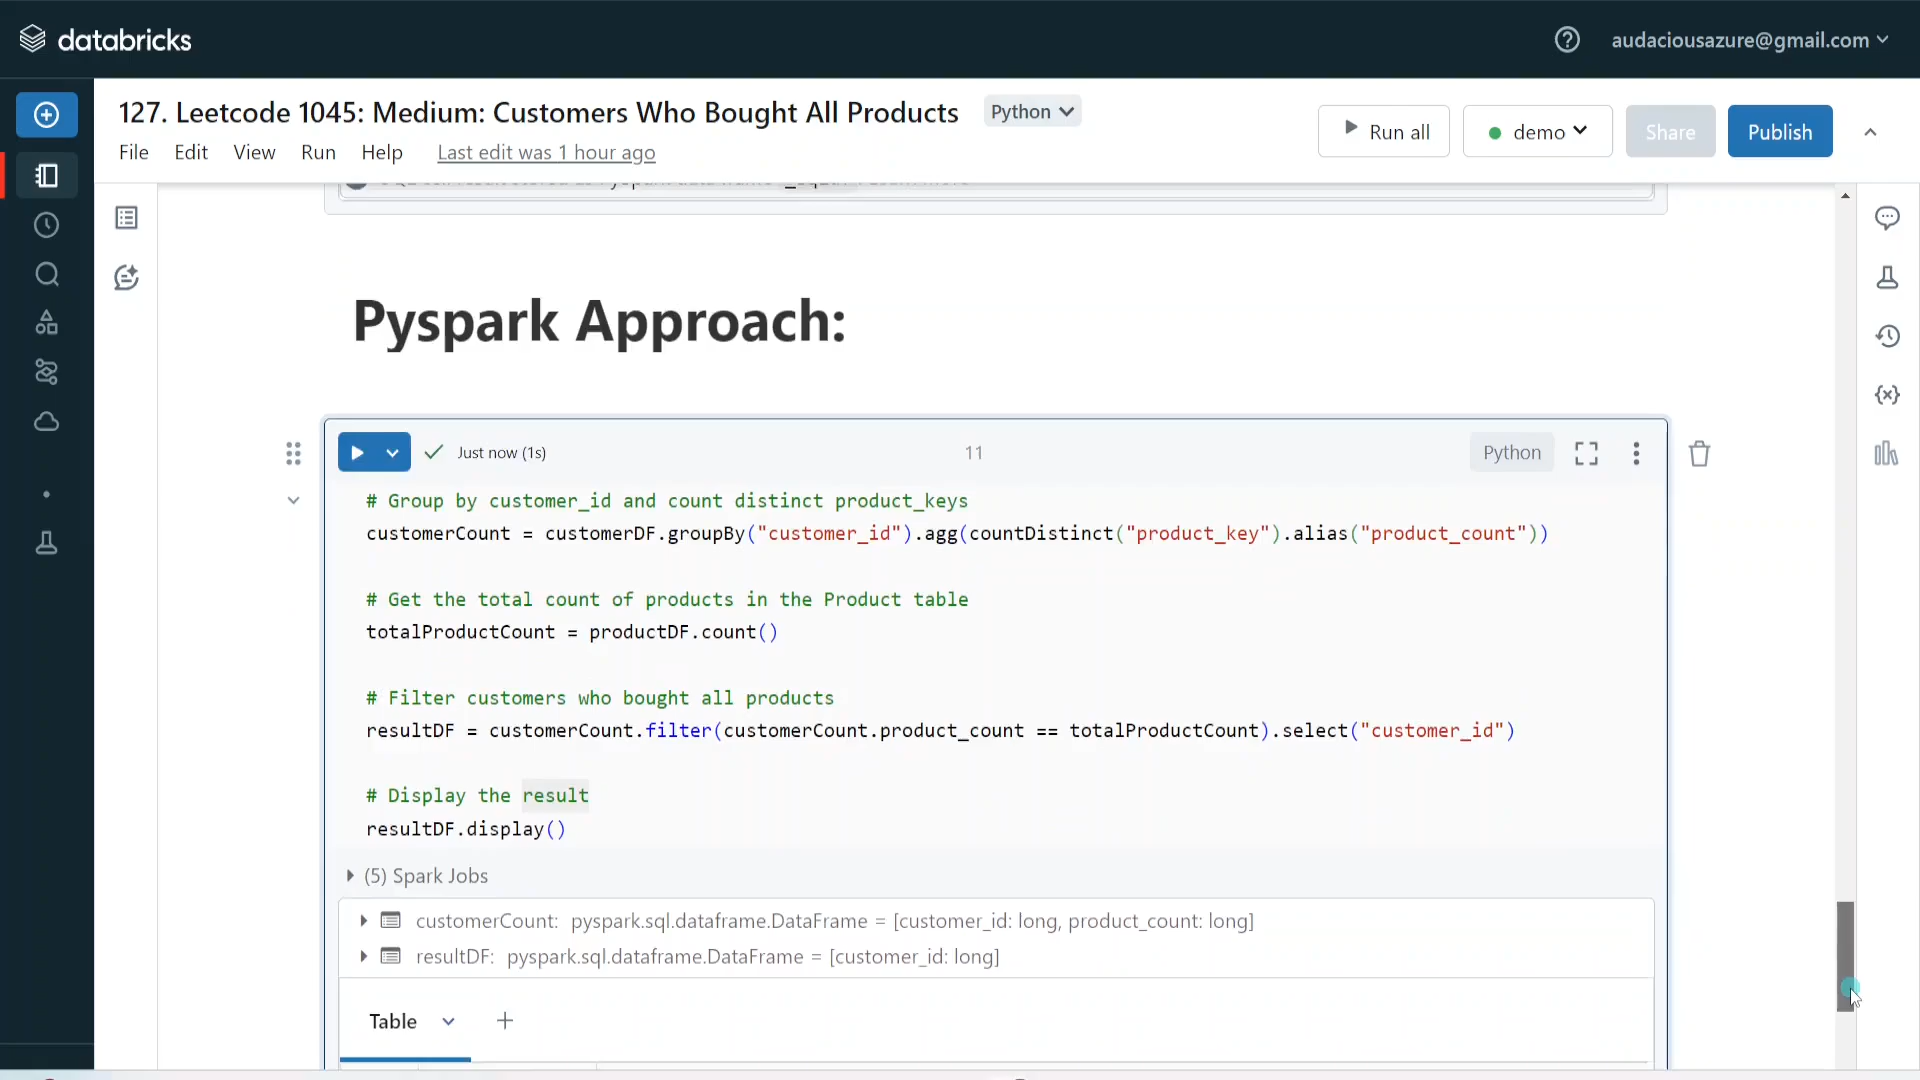 databricks
audaciousazure@gmail.com
127. Leetcode 1045: Medium: Customers Who Bought All Products
Python
File Edit View Run Help Last edit was 1 hour ago
Run all
demo
Share
Publish
Pyspark Approach:
Just now (1s)
11
Python
# Group by customer_id and count distinct product_keys
customerCount = customerDF.groupBy("customer_id").agg(countDistinct("product_key").alias("product_count"))
# Get the total count of products in the Product table
totalProductCount = productDF.count()
# Filter customers who bought all products
resultDF = customerCount.filter(customerCount.product_count == totalProductCount).select("customer_id")
# Display the result
resultDF.display()
(5) Spark Jobs
customerCount: pyspark.sql.dataframe.DataFrame = [customer_id: long, product_count: long]
resultDF: pyspark.sql.dataframe.DataFrame = [customer_id: long]
Table